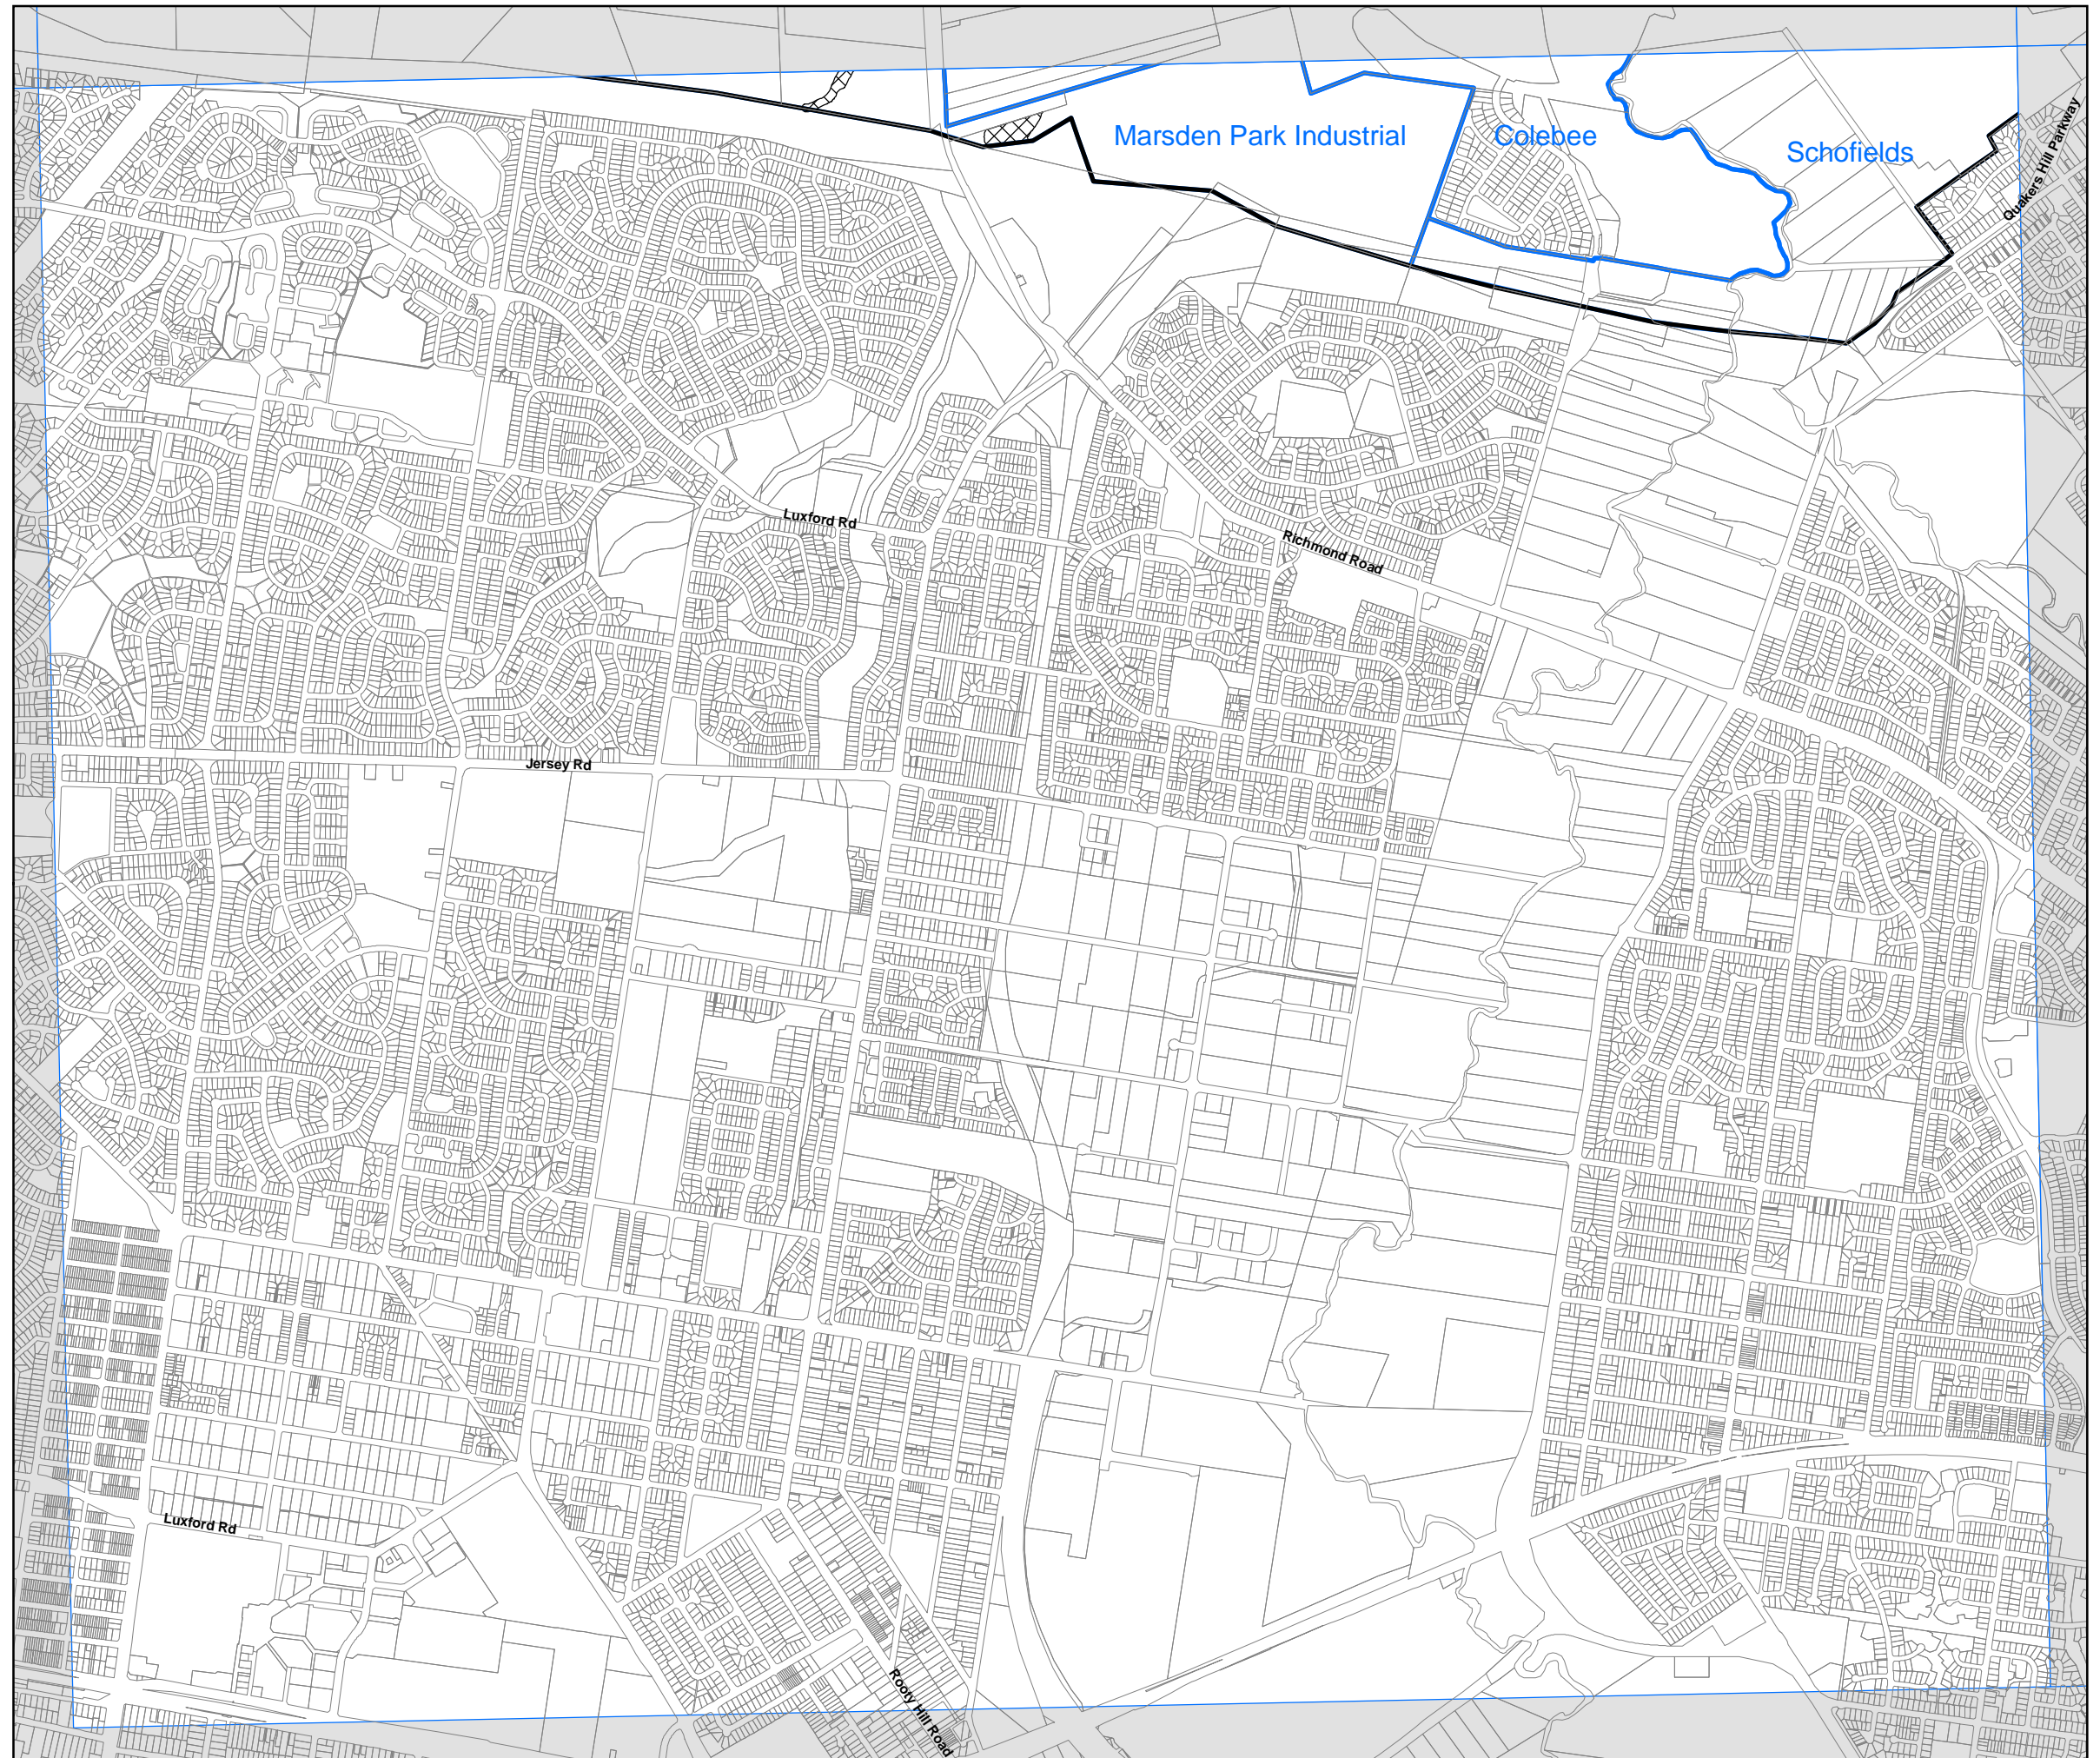 Marsden Park Industrial
Colebee
Schofields
Quakers Hill Parkway
Luxford Rd
Richmond Road
Jersey Rd
Luxford Rd
Rooty Hill Road